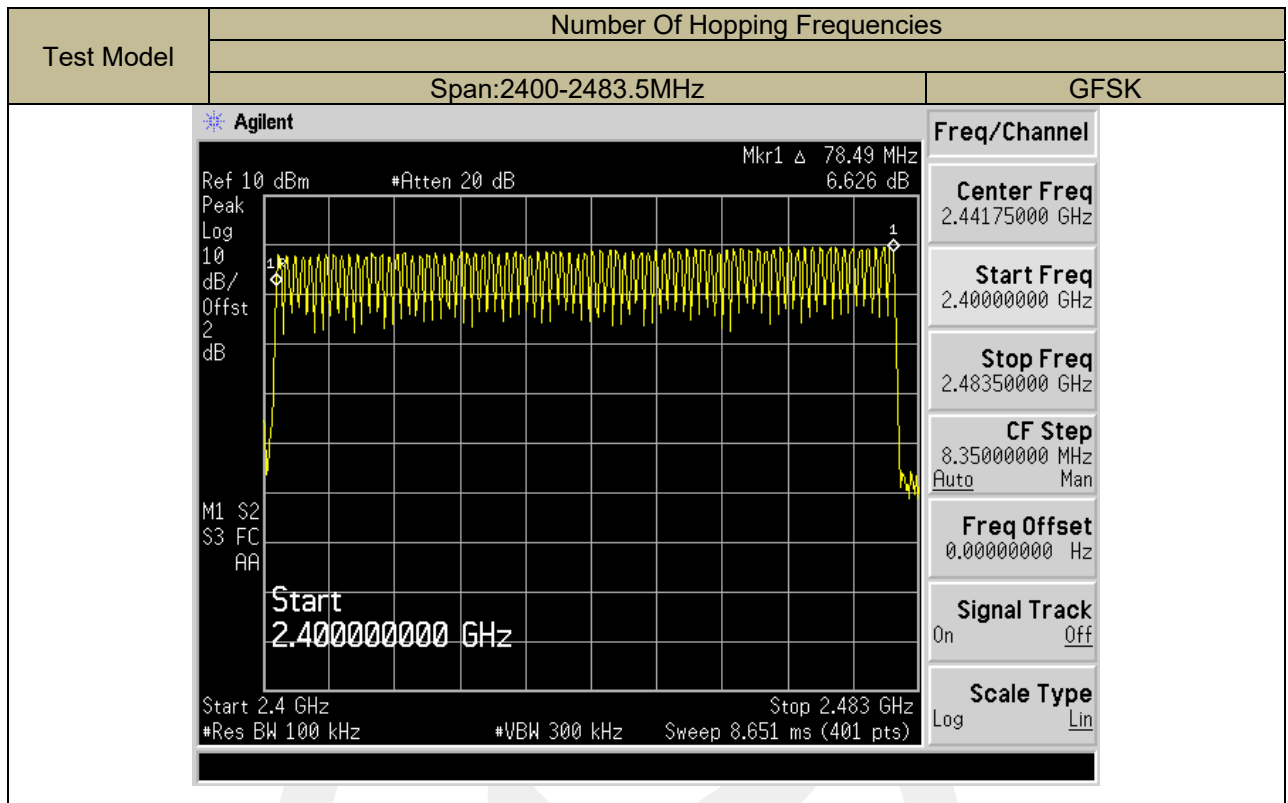 Test Model
Number Of Hopping Frequencies
Span:2400-2483.5MHz
GFSK
Agilent
Mkr1 Δ 78.49 MHz
Ref 10 dBm #Atten 20 dB 6.626 dB
Peak
Log
10
dB/
Offst
2
dB
1R
1
M1 S2
S3 FC
AA
Start
2.400000000 GHz
Start 2.4 GHz Stop 2.483 GHz
#Res BW 100 kHz #VBW 300 kHz Sweep 8.651 ms (401 pts)
Freq/Channel
Center Freq
2.44175000 GHz
Start Freq
2.40000000 GHz
Stop Freq
2.48350000 GHz
CF Step
8.35000000 MHz
Auto Man
Freq Offset
0.00000000 Hz
Signal Track
On Off
Scale Type
Log Lin